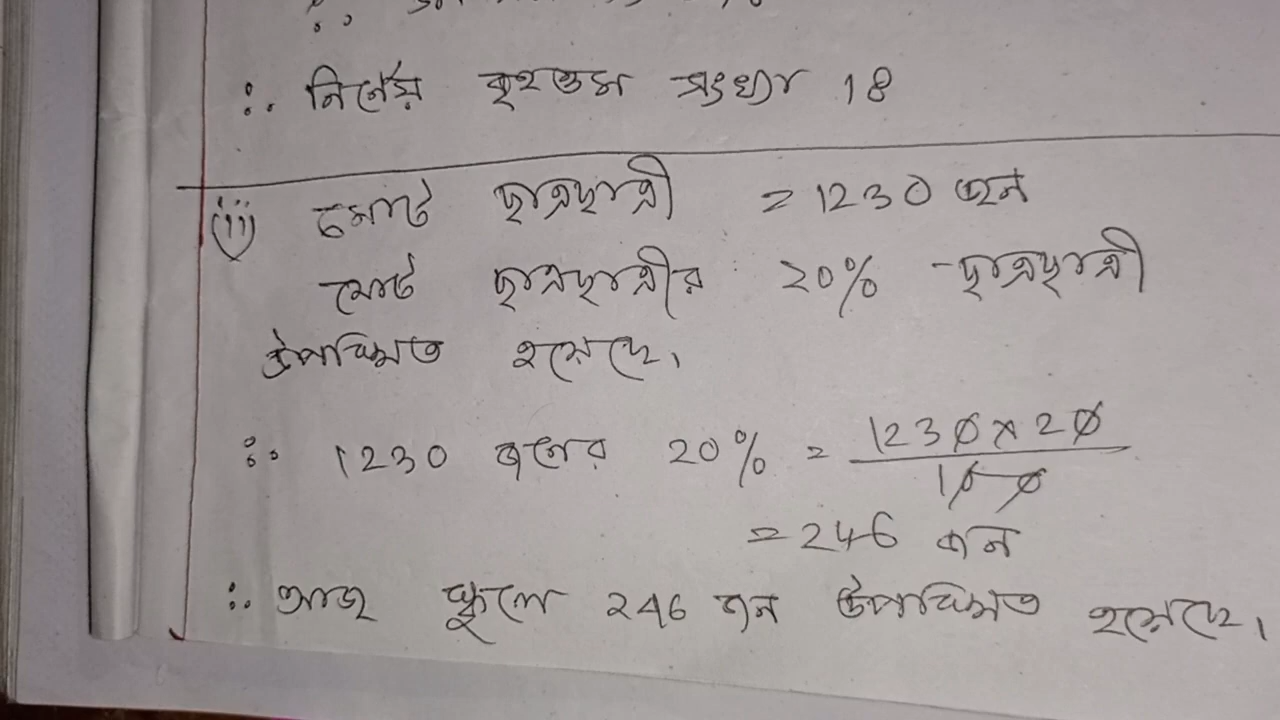 ∴ নির্ণেয় বৃহত্তম সংখ্যা 18
(iii) মোট ছাত্রছাত্রী = 1230 জন
মোট ছাত্রছাত্রীর 20% ছাত্রছাত্রী
উপস্থিত হয়েছে।
∴ 1230 জনের 20% = 1230 x 20 / 100
= 246 জন
∴ আজ স্কুলে 246 জন উপস্থিত হয়েছে।